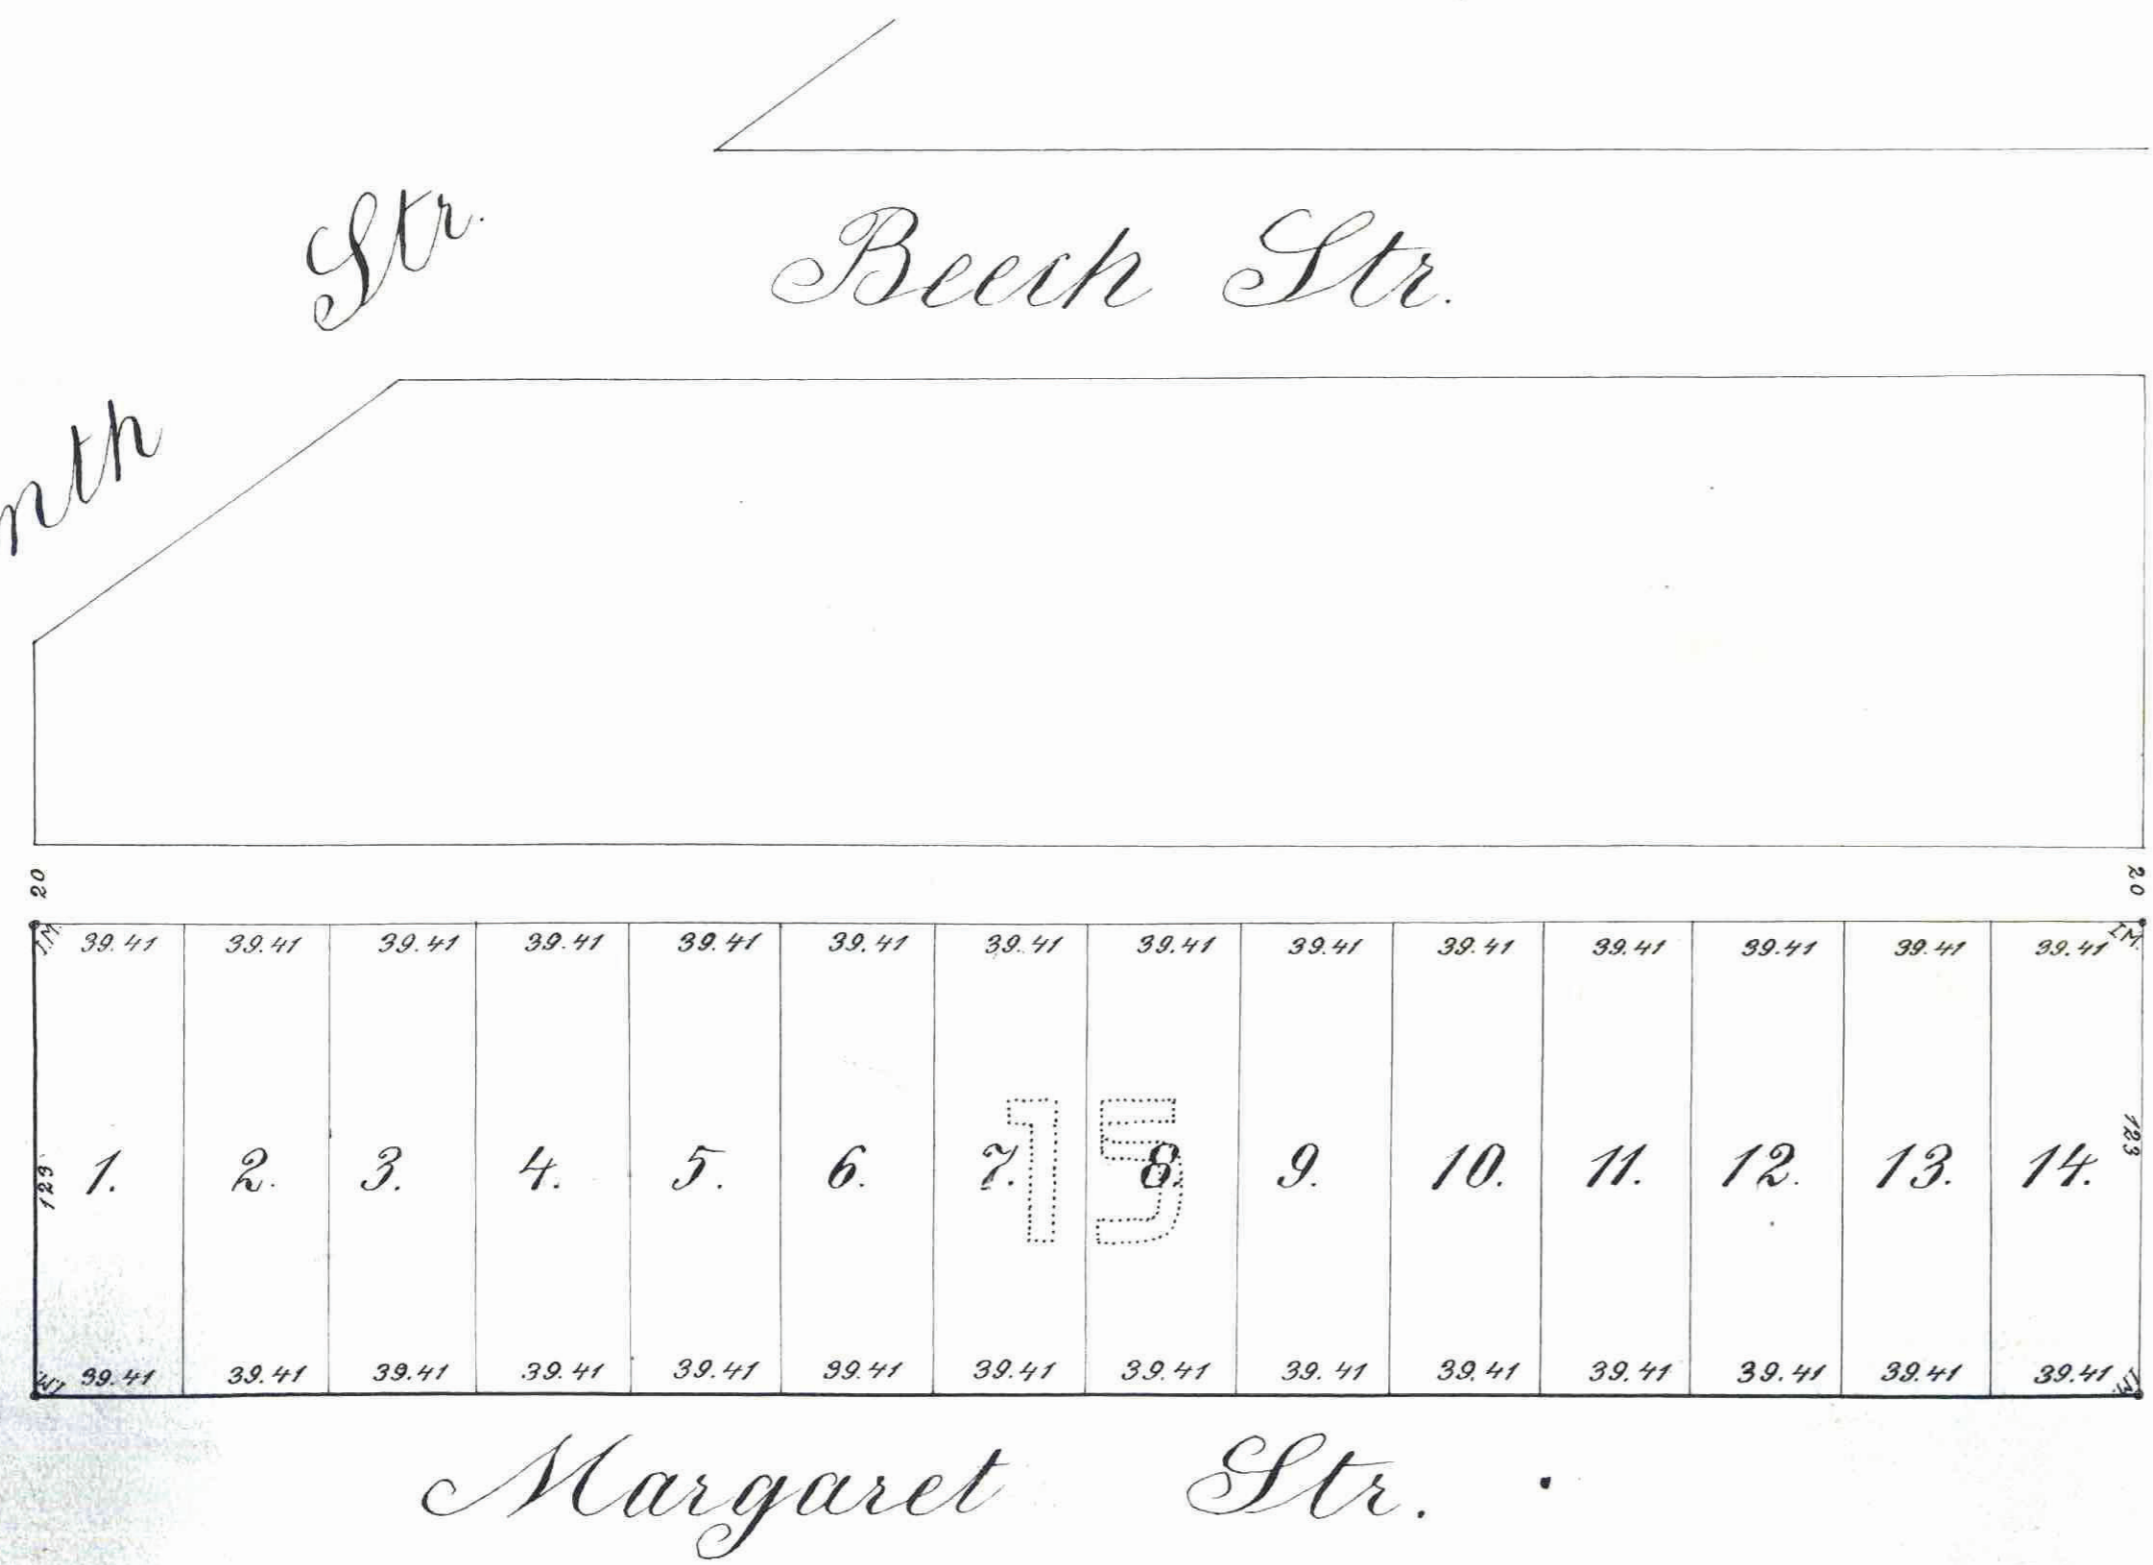 Str.
Beech Str.
nth
20 20
I.M. 39.41 39.41 39.41 39.41 39.41 39.41 39.41 39.41 39.41 39.41 39.41 39.41 39.41 39.41 I.M.
15
123 1. 2. 3. 4. 5. 6. 7. 8. 9. 10. 11. 12. 13. 14. 123
I.M. 39.41 39.41 39.41 39.41 39.41 39.41 39.41 39.41 39.41 39.41 39.41 39.41 39.41 39.41 I.M.
Margaret Str.